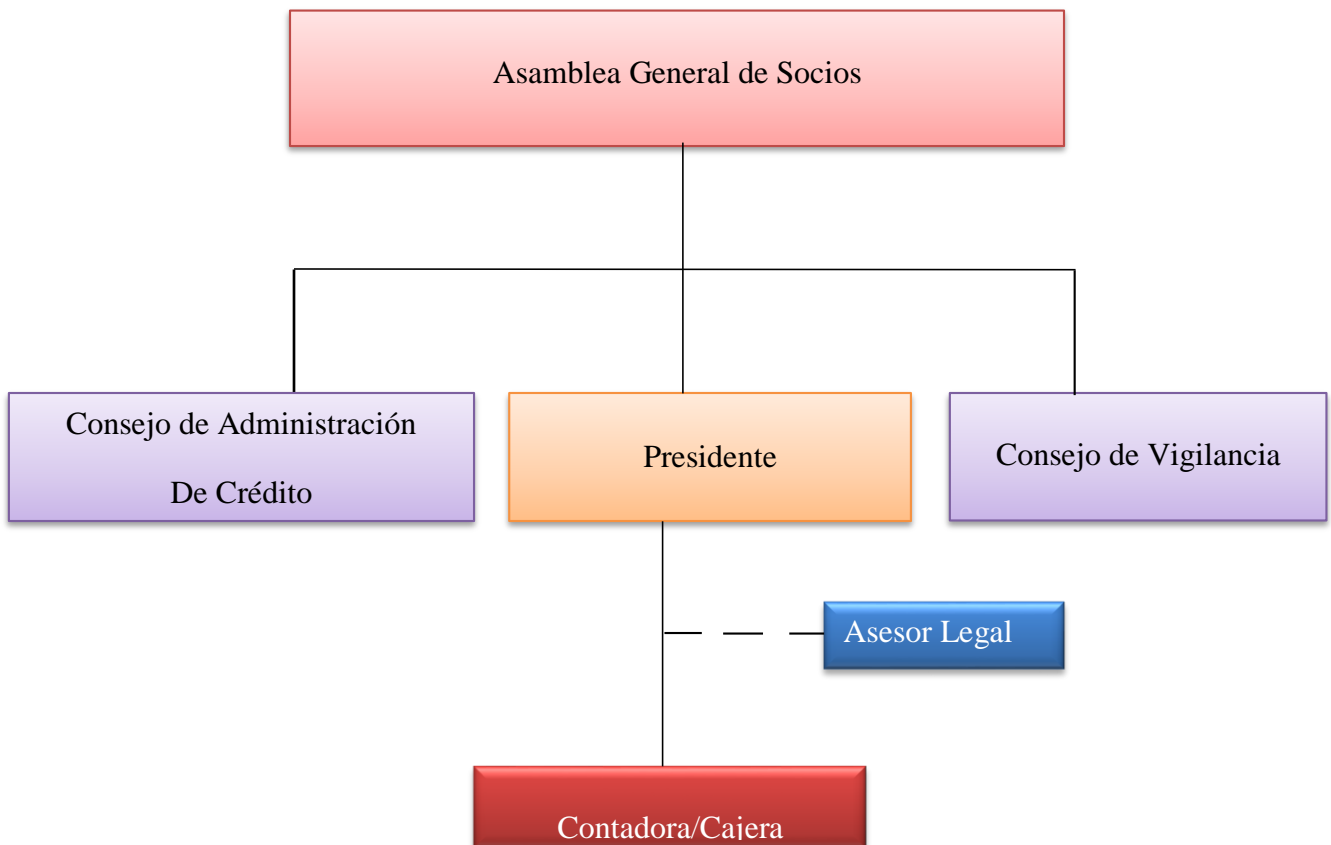 Asamblea General de Socios
Consejo de Administración
De Crédito
Presidente
Consejo de Vigilancia
Asesor Legal
Contadora/Cajera